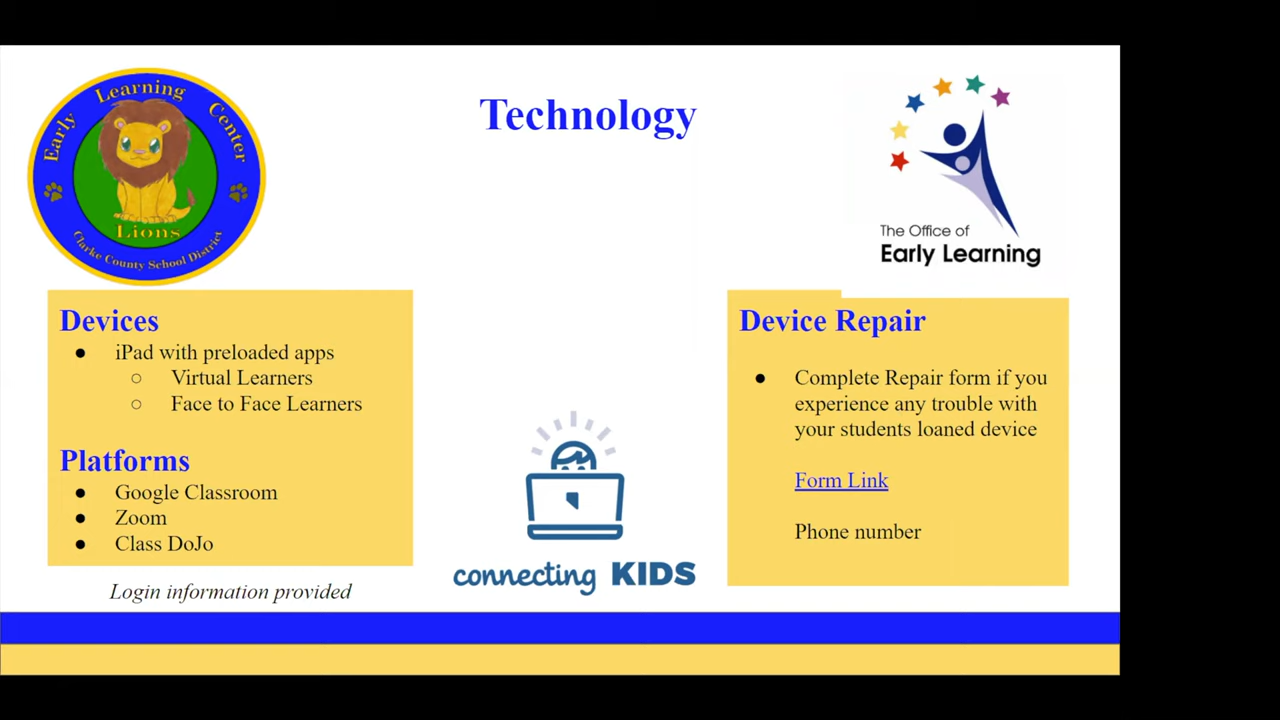 Early Learning Center
Lions
Clarke County School District
Technology
The Office of
Early Learning
Devices
● iPad with preloaded apps
○ Virtual Learners
○ Face to Face Learners
Platforms
● Google Classroom
● Zoom
● Class DoJo
Login information provided
connecting KIDS
Device Repair
● Complete Repair form if you
experience any trouble with
your students loaned device
Form Link
Phone number